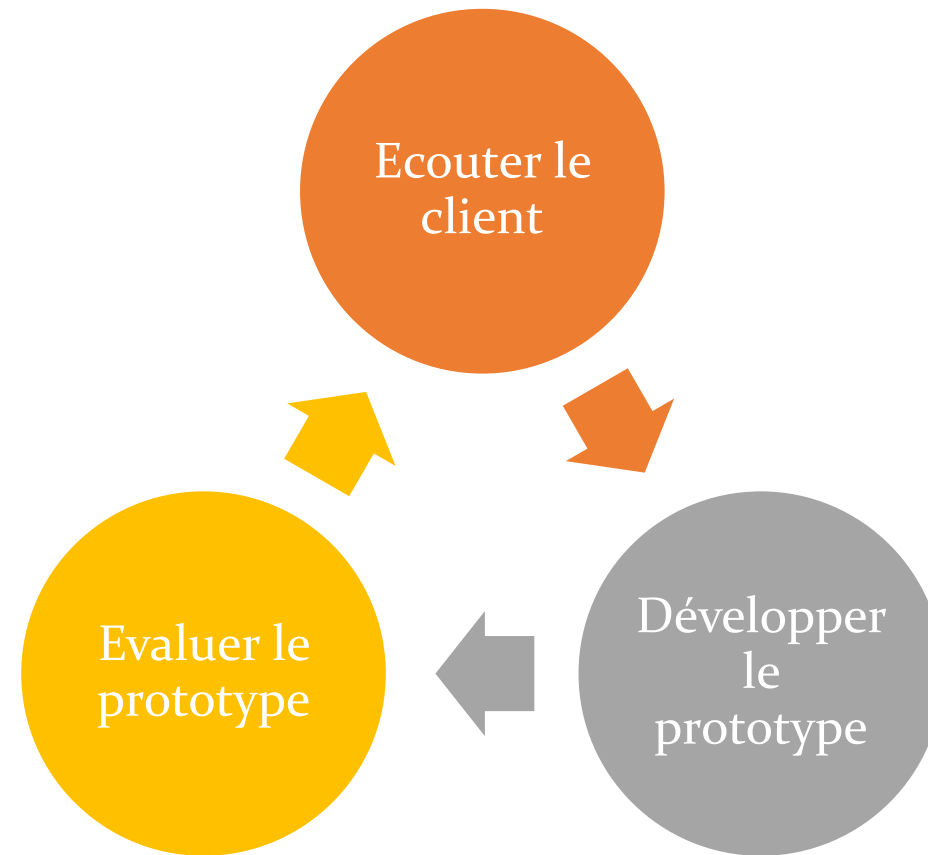 Ecouter le
client
Développer
le
prototype
Evaluer le
prototype